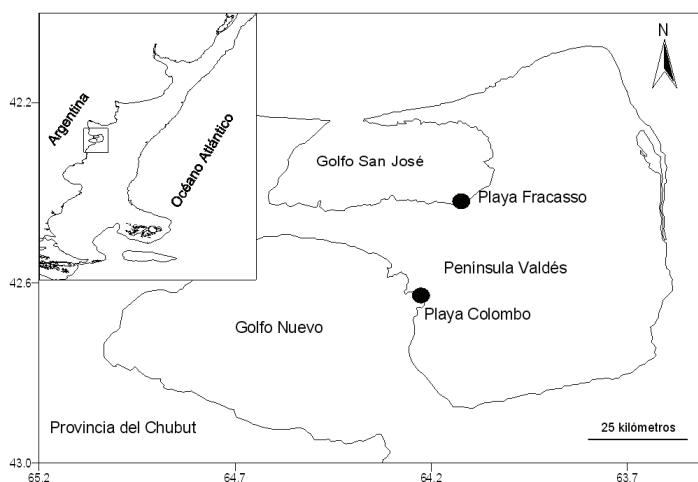 N
42.2
Argentina
Océano Atlántico
Golfo San José
Playa Fracasso
Península Valdés
42.6
Playa Colombo
Golfo Nuevo
Provincia del Chubut
25 kilómetros
43.0
65.2
64.7
64.2
63.7